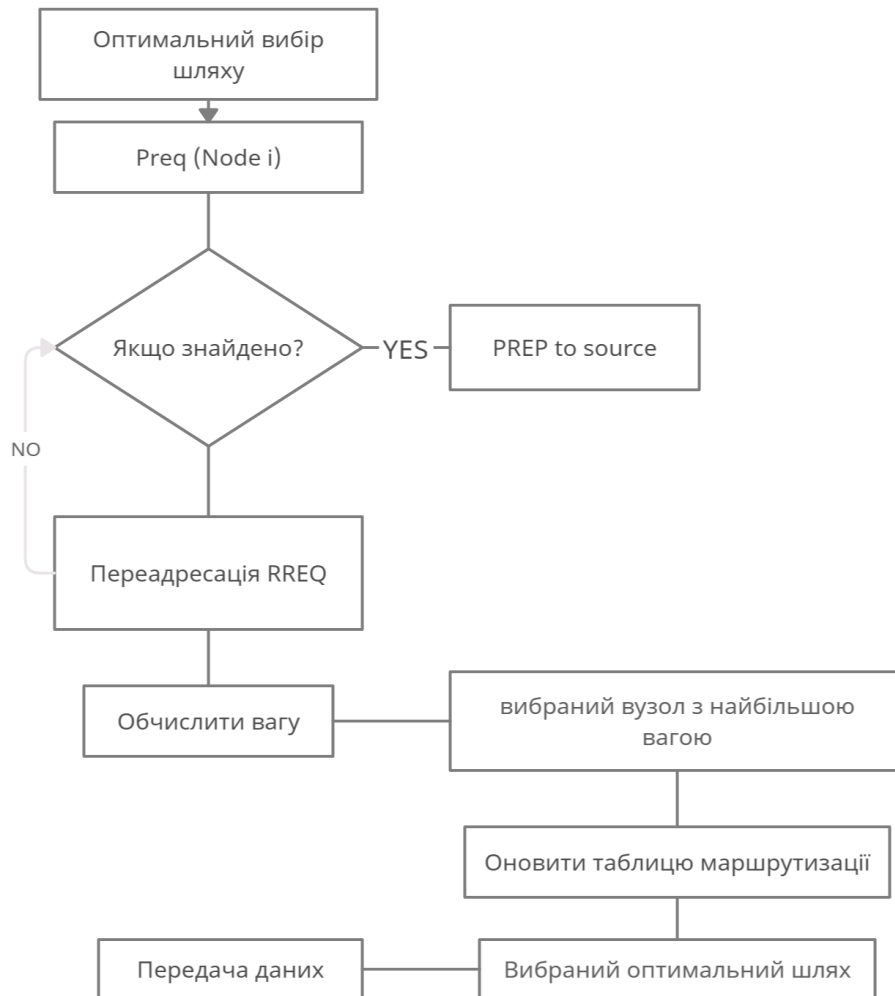 Оптимальний вибір
шляху
Preq (Node i)
Якщо знайдено?
YES
PREP to source
NO
Переадресація RREQ
Обчислити вагу
вибраний вузол з найбільшою
вагою
Оновити таблицю маршрутизації
Передача даних
Вибраний оптимальний шлях